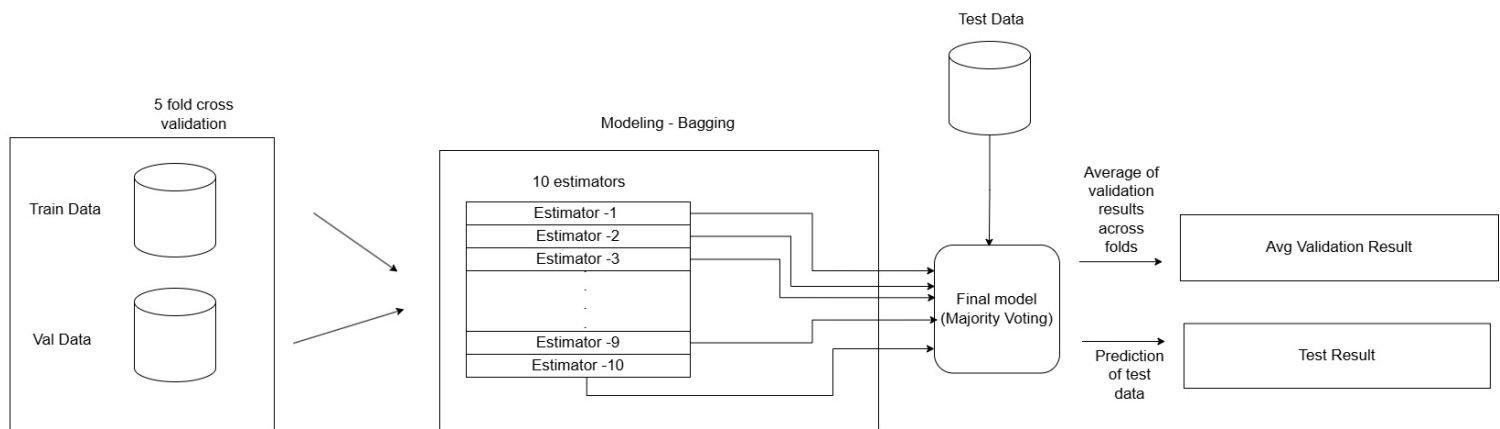 Test Data
5 fold cross
validation
Train Data
Val Data
Modeling - Bagging
10 estimators
Estimator -1
Estimator -2
Estimator -3
.
.
.
Estimator -9
Estimator -10
Final model
(Majority Voting)
Average of
validation
results
across
folds
Avg Validation Result
Prediction
of test
data
Test Result